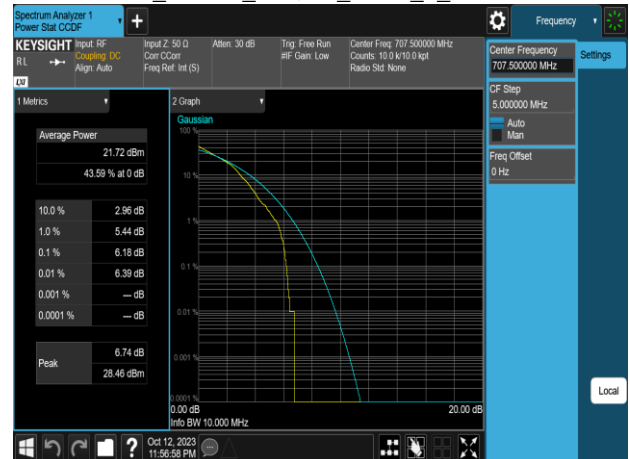 Spectrum Analyzer 1
Power Stat CCDF
Frequency
KEYSIGHT
RL
LXI
Input: RF
Coupling: DC
Align: Auto
Input Z: 50 Ω
Corr CCorr
Freq Ref: Int (S)
Atten: 30 dB
Trig: Free Run
#IF Gain: Low
Center Freq: 707.500000 MHz
Counts: 10.0 k/10.0 kpt
Radio Std: None
Center Frequency
707.500000 MHz
Settings
CF Step
5.000000 MHz
Auto
Man
Freq Offset
0 Hz
Local
1 Metrics
Average Power
21.72 dBm
43.59 % at 0 dB
10.0 % 2.96 dB
1.0 % 5.44 dB
0.1 % 6.18 dB
0.01 % 6.39 dB
0.001 % --- dB
0.0001 % --- dB
Peak
6.74 dB
28.46 dBm
2 Graph
Gaussian
100 %
10 %
1 %
0.1 %
0.01 %
0.001 %
0.0001 %
0.00 dB
20.00 dB
Info BW 10.000 MHz
?
Oct 12, 2023
11:56:58 PM